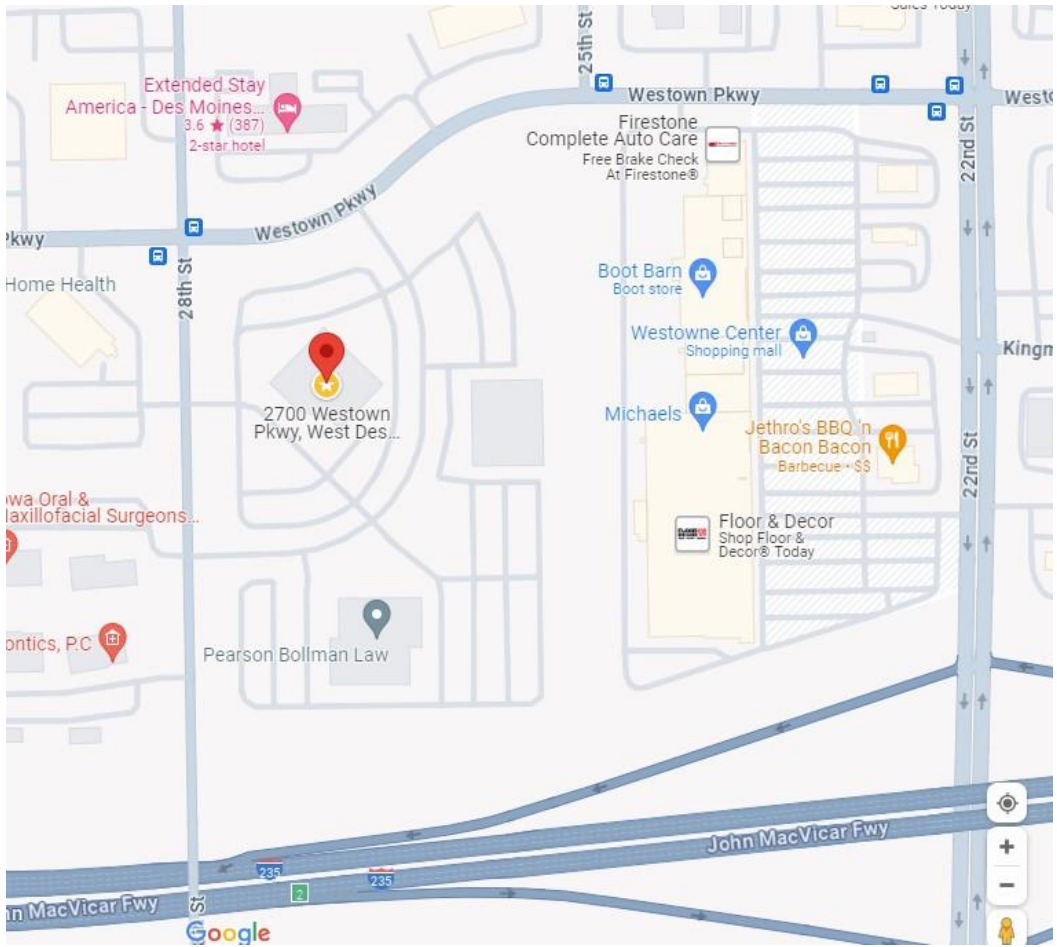 Sales Today
25th St
Extended Stay
America - Des Moines...
3.6 ★ (387)
2-star hotel
Westown Pkwy
Westo
Firestone
Complete Auto Care
Free Brake Check
At Firestone®
22nd St
Westown Pkwy
Pkwy
Home Health
28th St
Boot Barn
Boot store
Westowne Center
Shopping mall
Kingm
2700 Westown
Pkwy, West Des...
Michaels
Jethro's BBQ 'n
Bacon Bacon
Barbecue · $$
22nd St
owa Oral &
Maxillofacial Surgeons...
Floor & Decor
Shop Floor &
Decor® Today
ontics, P.C
Pearson Bollman Law
John MacVicar Fwy
235
235
2
hn MacVicar Fwy
St
Google